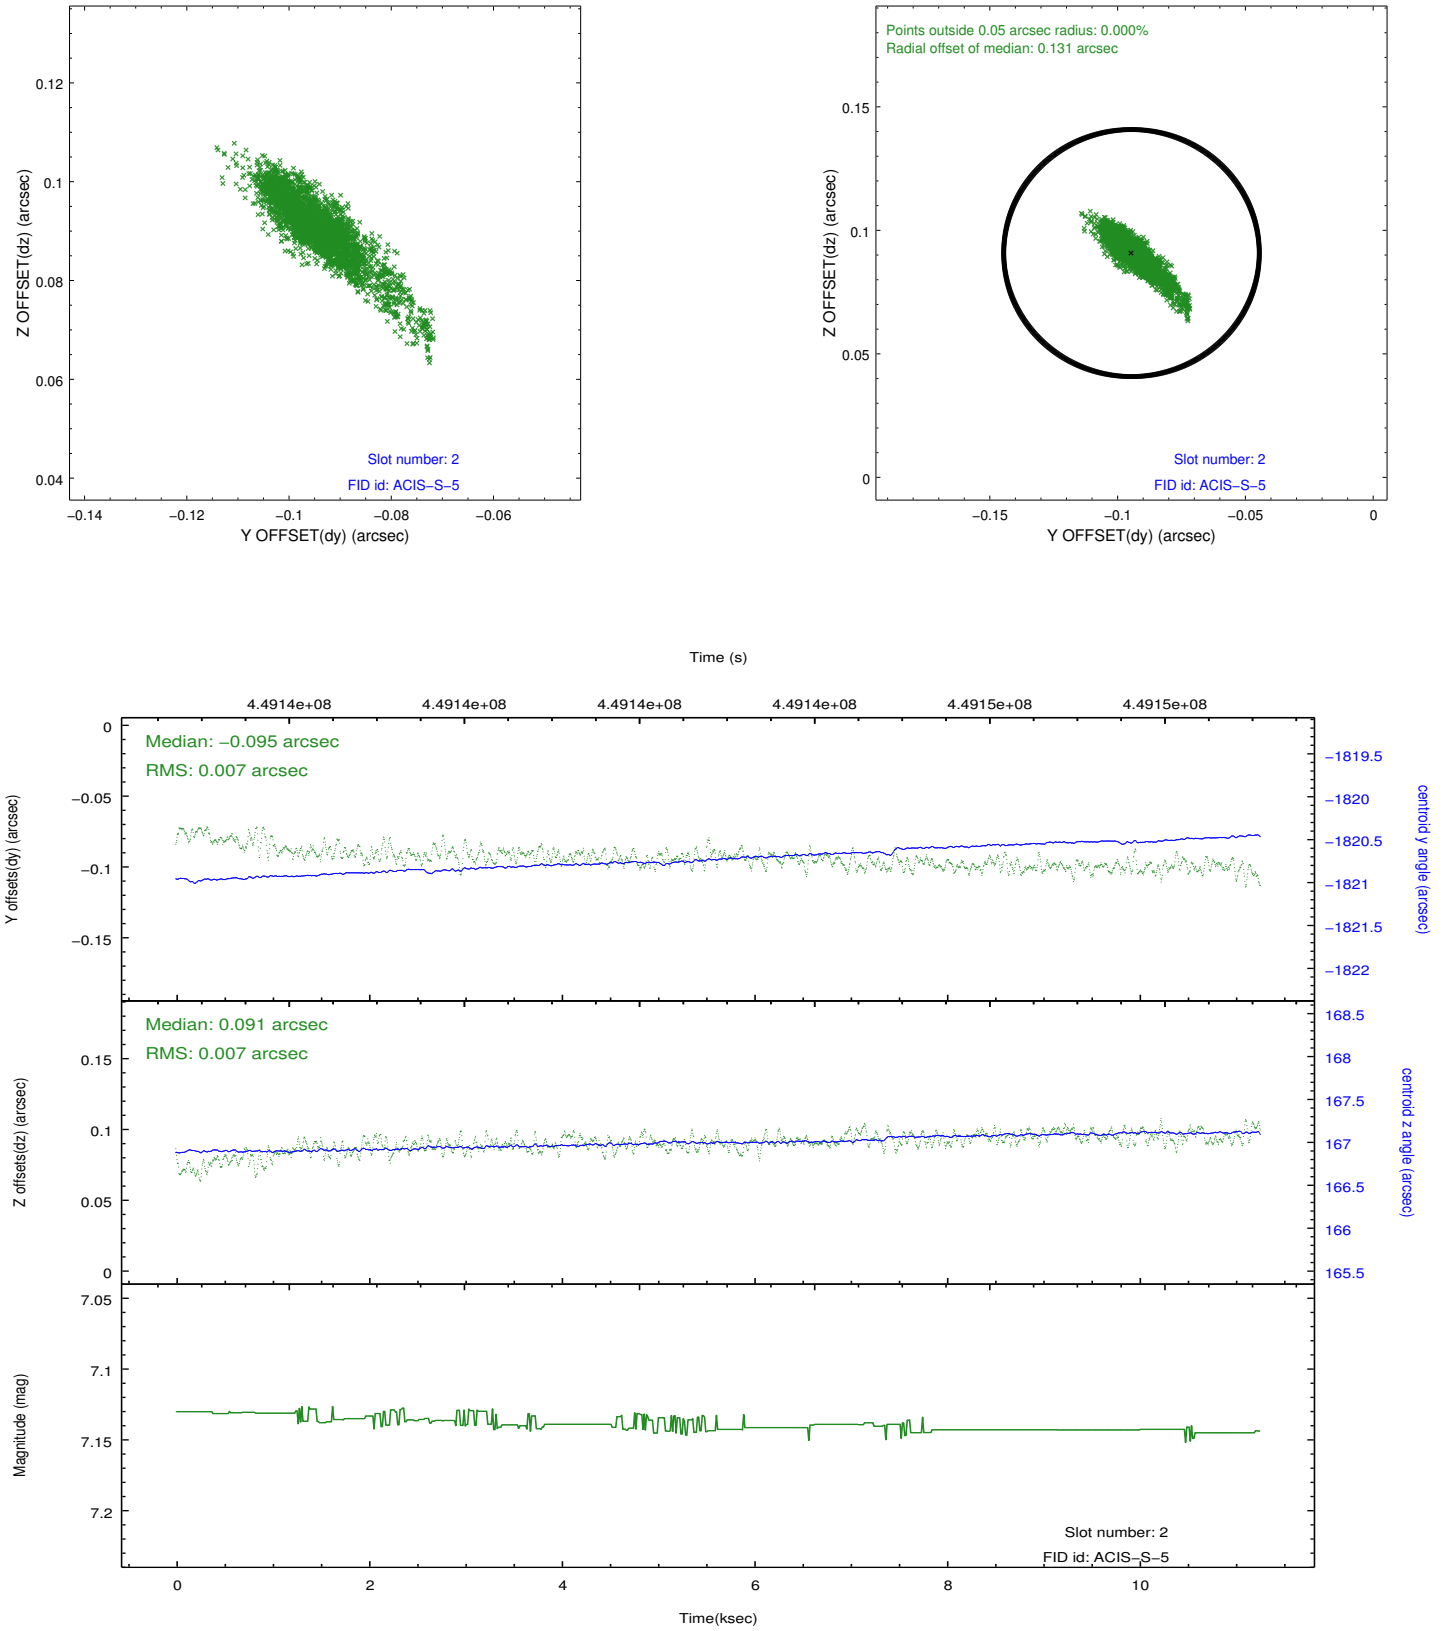 0.12
0.1
0.08
0.06
0.04
Z OFFSET(dz) (arcsec)
Slot number: 2
FID id: ACIS−S−5
−0.14 −0.12 −0.1 −0.08 −0.06
Y OFFSET(dy) (arcsec)
Points outside 0.05 arcsec radius: 0.000%
Radial offset of median: 0.131 arcsec
0.15
0.1
0.05
0
Z OFFSET(dz) (arcsec)
Slot number: 2
FID id: ACIS−S−5
−0.15 −0.1 −0.05 0
Y OFFSET(dy) (arcsec)
Time (s)
4.4914e+08 4.4914e+08 4.4914e+08 4.4914e+08 4.4915e+08 4.4915e+08
Median: −0.095 arcsec
RMS: 0.007 arcsec
0
−0.05
−0.1
−0.15
Y offsets(dy) (arcsec)
−1819.5
−1820
−1820.5
−1821
−1821.5
−1822
centroid y angle (arcsec)
Median: 0.091 arcsec
RMS: 0.007 arcsec
0.15
0.1
0.05
0
Z offsets(dz) (arcsec)
168.5
168
167.5
167
166.5
166
165.5
centroid z angle (arcsec)
7.05
7.1
7.15
7.2
Magnitude (mag)
Slot number: 2
FID id: ACIS−S−5
0 2 4 6 8 10
Time(ksec)